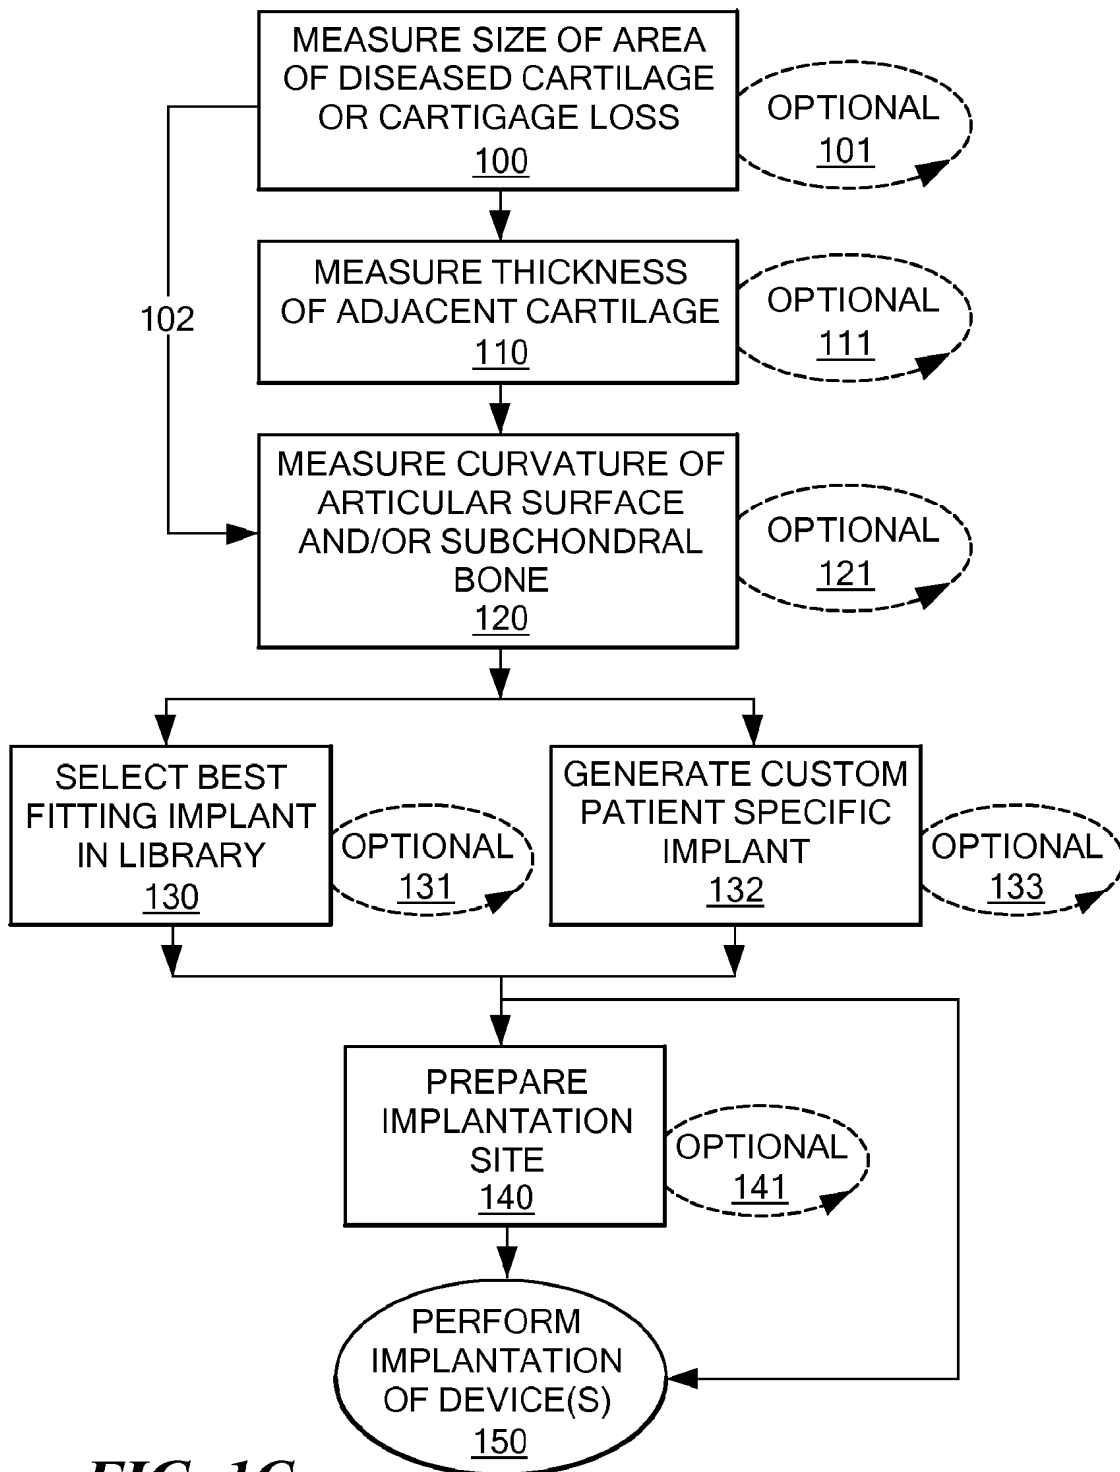 MEASURE SIZE OF AREA
OF DISEASED CARTILAGE
OR CARTIGAGE LOSS
100
OPTIONAL
101
102
MEASURE THICKNESS
OF ADJACENT CARTILAGE
110
OPTIONAL
111
MEASURE CURVATURE OF
ARTICULAR SURFACE
AND/OR SUBCHONDRAL
BONE
120
OPTIONAL
121
SELECT BEST
FITTING IMPLANT
IN LIBRARY
130
OPTIONAL
131
GENERATE CUSTOM
PATIENT SPECIFIC
IMPLANT
132
OPTIONAL
133
PREPARE
IMPLANTATION
SITE
140
OPTIONAL
141
PERFORM
IMPLANTATION
OF DEVICE(S)
150
FIG. 1C